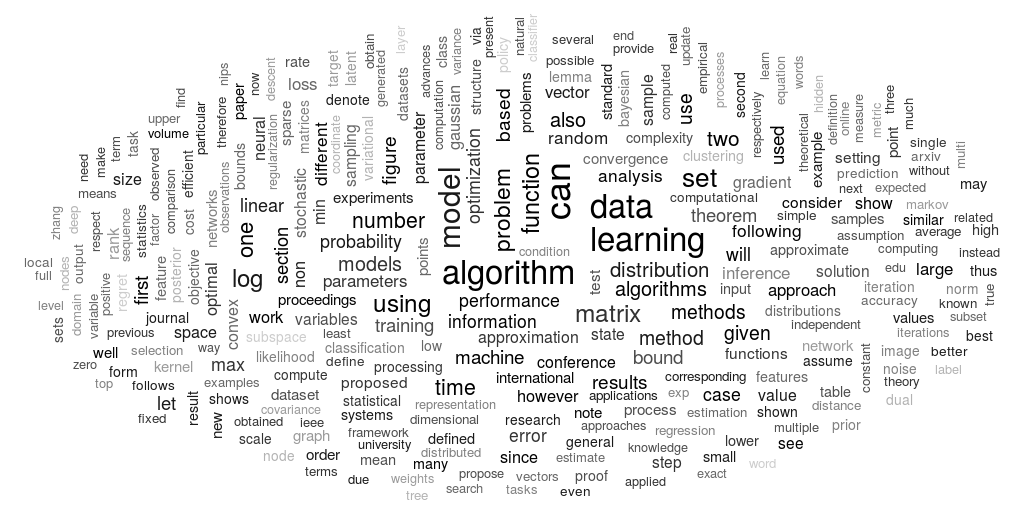 layer
obtain
latent
target
rate
loss
denote
via
present
natural
classifier
policy
several
end
provide
possible
lemma
vector
real
update
empirical
advances
class
variance
computation
generated
datasets
gaussian
structure
based
problems
also
random
standard
bayesian
sample
computed
use
processes
second
learn
equation
words
respectively
theoretical
hidden
definition
online
measure
metric
three
point
much
find
nips
now
descent
paper
therefore
particular
upper
volume
task
term
make
need
means
size
observed
efficient
comparison
cost
factor
bounds
neural
regularization
sparse
matrices
different
coordinate
sampling
variational
figure
parameter
optimization
model
problem
function
can
complexity
two
used
example
convergence
clustering
analysis
set
gradient
setting
prediction
single
arxiv
without
multi
next
expected
may
zhang
deep
respect
rank
sequence
statistics
networks
observations
linear
stochastic
min
experiments
number
probability
points
data
learning
computational
theorem
simple
consider
show
markov
samples
similar
related
following
assumption
average
high
local
full
nodes
output
positive
regret
first
feature
posterior
objective
optimal
one
section
log
non
models
parameters
algorithm
condition
test
distribution
algorithms
will
inference
input
approximate
computing
instead
solution
edu
large
thus
approach
iteration
norm
true
accuracy
known
level
domain
variable
sets
previous
journal
space
convex
proceedings
work
variables
using
training
performance
information
matrix
methods
distributions
independent
values
subset
iterations
best
well
selection
way
subspace
least
classification
low
approximation
state
method
given
network
image
better
zero
form
kernel
max
likelihood
define
processing
machine
conference
bound
functions
assume
constant
noise
label
theory
top
follows
examples
compute
proposed
time
international
results
corresponding
features
dual
let
shows
dataset
statistical
representation
however
applications
exp
case
value
table
distance
fixed
result
new
obtained
covariance
ieee
systems
dimensional
research
note
process
estimation
shown
multiple
prior
scale
graph
framework
university
defined
error
approaches
regression
general
knowledge
lower
see
node
order
mean
distributed
many
since
estimate
step
small
word
terms
due
weights
propose
vectors
proof
applied
exact
tree
search
tasks
even